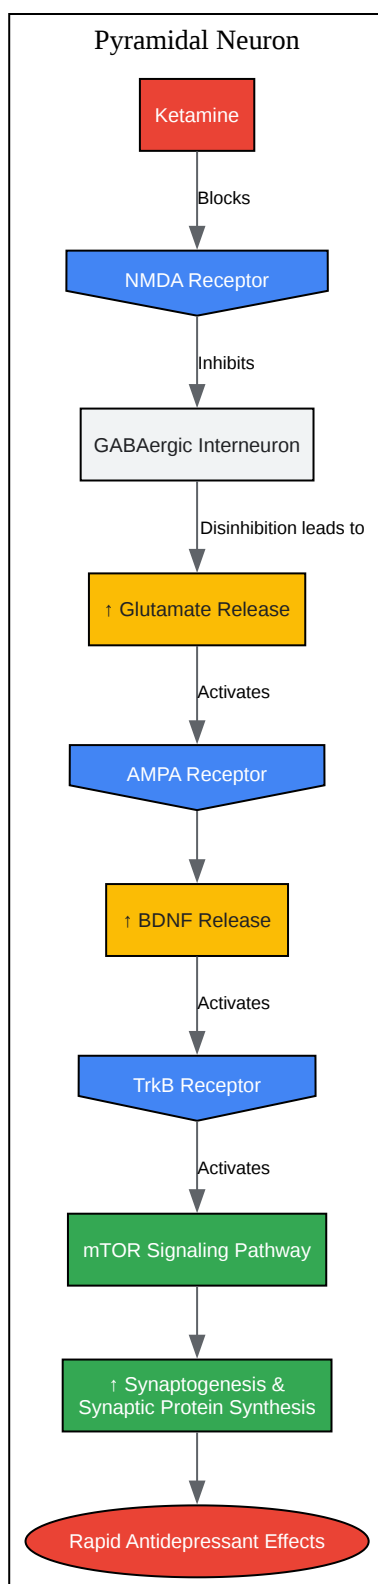 Pyramidal Neuron
Ketamine
Blocks
NMDA Receptor
Inhibits
GABAergic Interneuron
Disinhibition leads to
↑ Glutamate Release
Activates
AMPA Receptor
↑ BDNF Release
Activates
TrkB Receptor
Activates
mTOR Signaling Pathway
↑ Synaptogenesis &
Synaptic Protein Synthesis
Rapid Antidepressant Effects